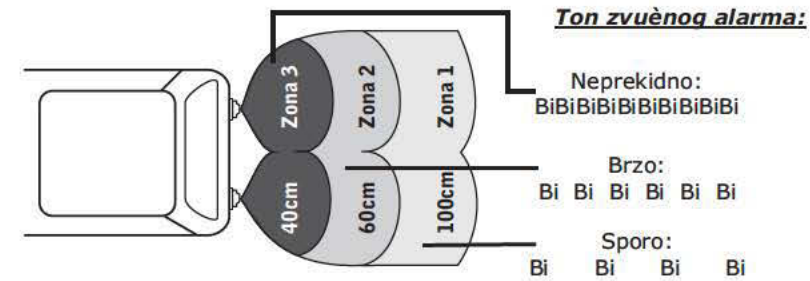 Ton zvuènog alarma:
Zona 3
Zona 2
Zona 1
40cm
60cm
100cm
Neprekidno:
BiBiBiBiBiBiBiBiBiBi
Brzo:
Bi Bi Bi Bi Bi Bi
Sporo:
Bi Bi Bi Bi